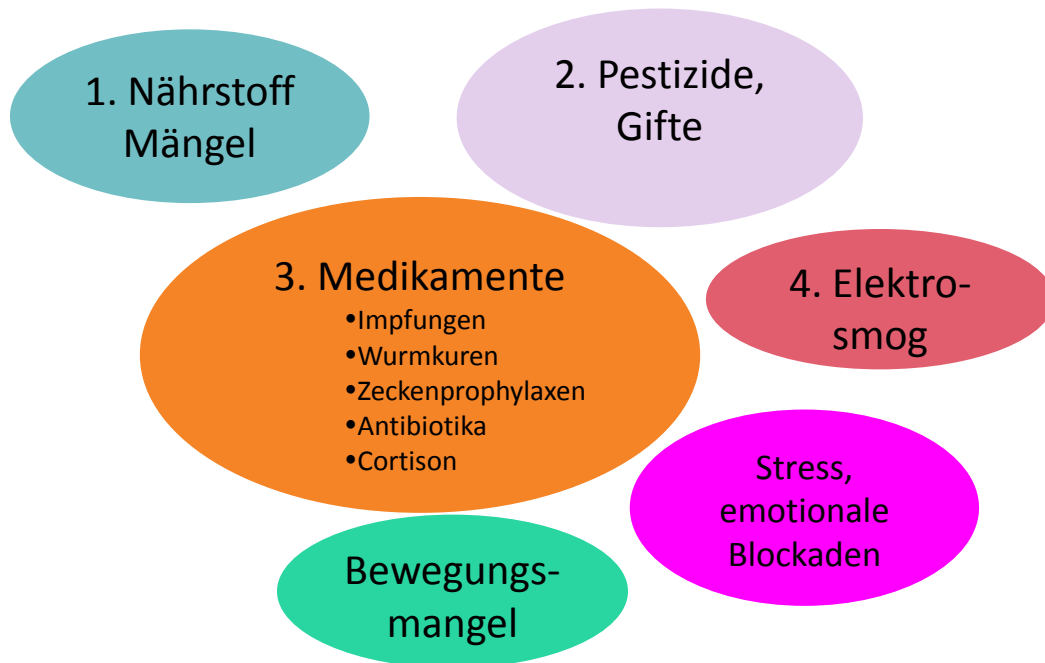 1. Nährstoff
Mängel
2. Pestizide,
Gifte
3. Medikamente
•Impfungen
•Wurmkuren
•Zeckenprophylaxen
•Antibiotika
•Cortison
4. Elektro-
smog
Stress,
emotionale
Blockaden
Bewegungs-
mangel